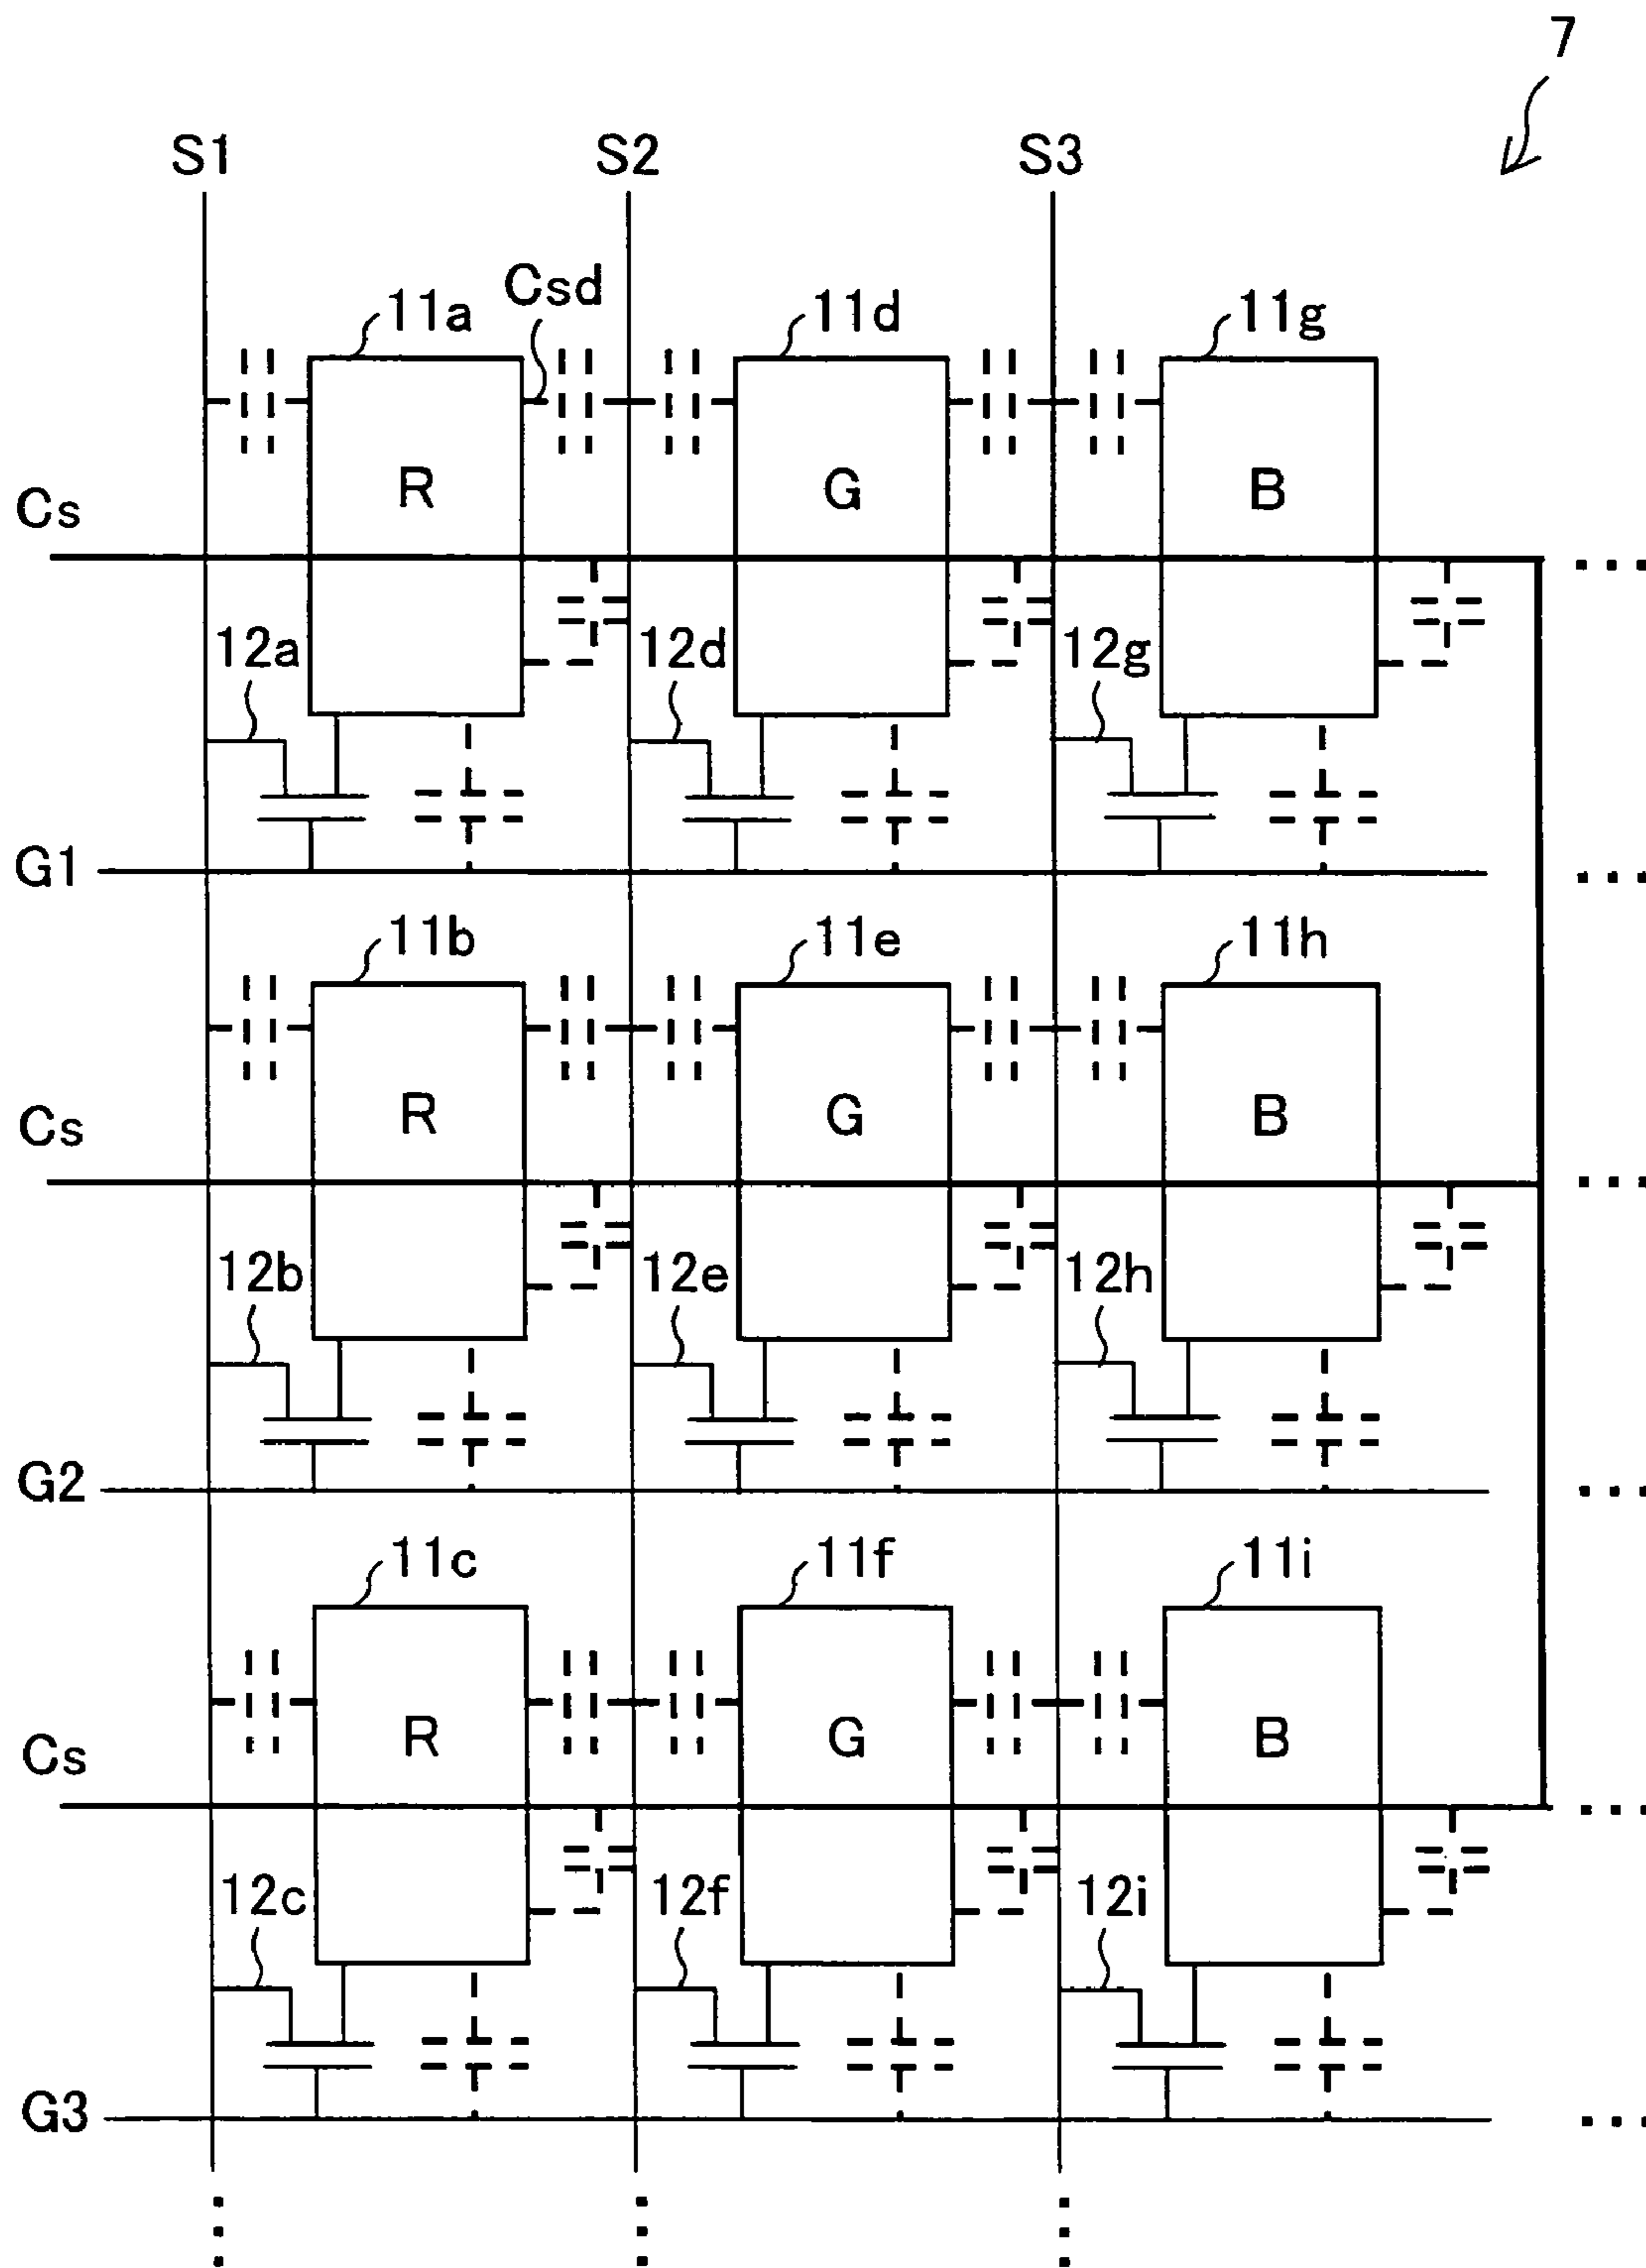 7
S1 S2 S3
Csd
11a 11d 11g
R G B
Cs
12a 12d 12g
G1
11b 11e 11h
R G B
Cs
12b 12e 12h
G2
11c 11f 11i
R G B
Cs
12c 12f 12i
G3